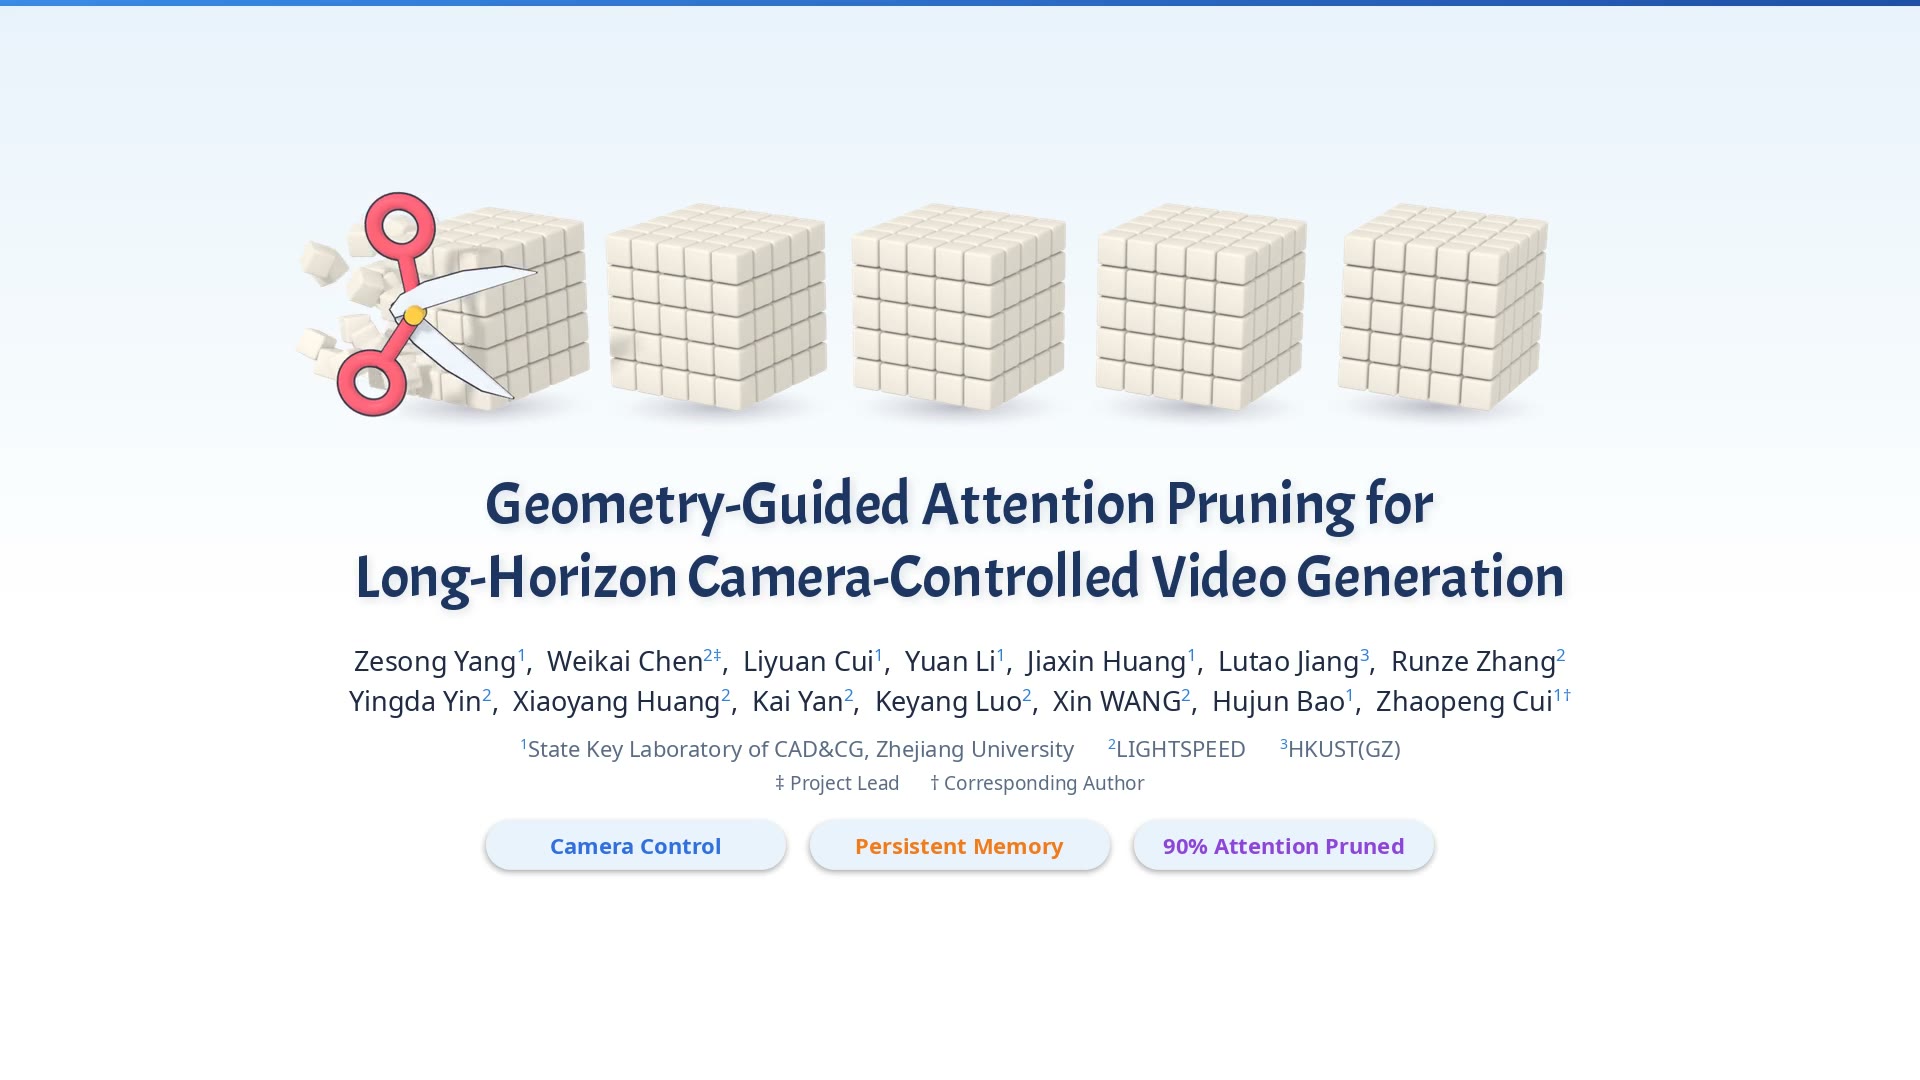 Geometry-Guided Attention Pruning for
Long-Horizon Camera-Controlled Video Generation
Zesong Yang1, Weikai Chen2‡, Liyuan Cui1, Yuan Li1, Jiaxin Huang1, Lutao Jiang3, Runze Zhang2
Yingda Yin2, Xiaoyang Huang2, Kai Yan2, Keyang Luo2, Xin WANG2, Hujun Bao1, Zhaopeng Cui1†
1State Key Laboratory of CAD&CG, Zhejiang University 2LIGHTSPEED 3HKUST(GZ)
‡ Project Lead † Corresponding Author
Camera Control Persistent Memory 90% Attention Pruned